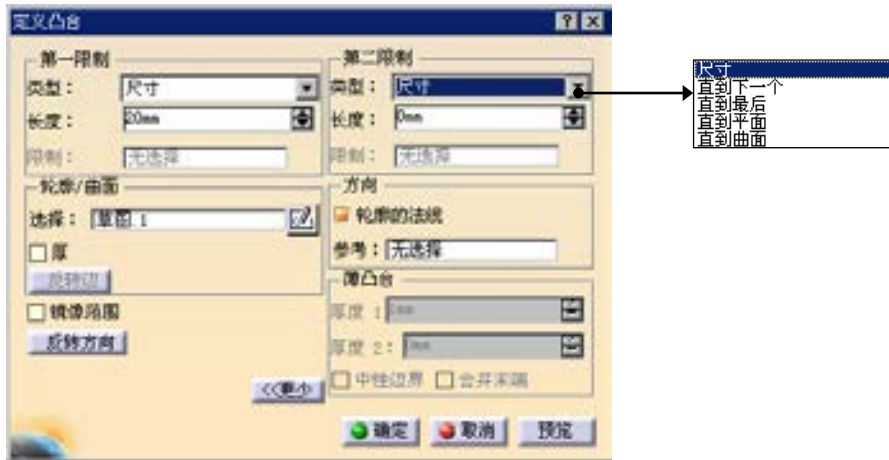 定义凸台
第一限制
类型： 尺寸
长度： 20mm
限制： 无选择
轮廓/曲面
选择： 草图.1
厚
反转边
镜像范围
反转方向
<<更少
第二限制
类型： 尺寸
长度： 0mm
限制： 无选择
方向
轮廓的法线
参考： 无选择
薄凸台
厚度 1
厚度 2：
中性边界 合并末端
确定 取消 预览
尺寸
直到下一个
直到最后
直到平面
直到曲面